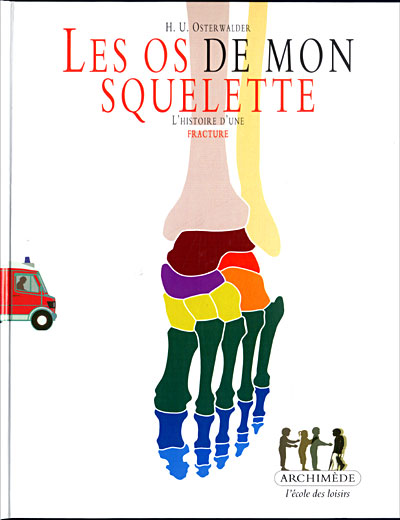 H. U. Osterwalder
LES OS DE MON
SQUELETTE
L'HISTOIRE D'UNE
FRACTURE
ARCHIMÈDE
l'école des loisirs